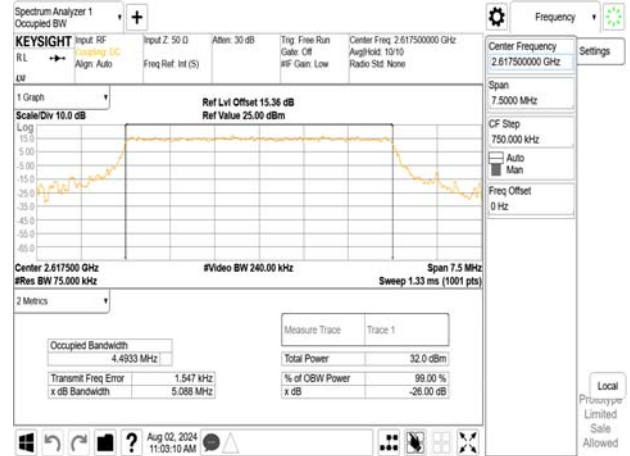 Spectrum Analyzer 1
Occupied BW
+
Frequency
KEYSIGHT
RL
Input: RF
Coupling: DC
Align: Auto
Input Z: 50 Ω
Freq Ref: Int (S)
Atten: 30 dB
Trig: Free Run
Gate: Off
#IF Gain: Low
Center Freq: 2.617500000 GHz
Avg|Hold: 10/10
Radio Std: None
Center Frequency
2.617500000 GHz
Settings
Span
7.5000 MHz
CF Step
750.000 kHz
Auto
Man
Freq Offset
0 Hz
1 Graph
Scale/Div 10.0 dB
Ref Lvl Offset 15.36 dB
Ref Value 25.00 dBm
Log
15.0
5.00
-5.00
-15.0
-25.0
-35.0
-45.0
-55.0
-65.0
Center 2.617500 GHz
#Res BW 75.000 kHz
#Video BW 240.00 kHz
Span 7.5 MHz
Sweep 1.33 ms (1001 pts)
2 Metrics
Measure Trace
Trace 1
Occupied Bandwidth
4.4933 MHz
Total Power
32.0 dBm
Transmit Freq Error
1.547 kHz
% of OBW Power
99.00 %
x dB Bandwidth
5.088 MHz
x dB
-26.00 dB
Local
Prototype
Limited
Sale
Allowed
?
Aug 02, 2024
11:03:10 AM